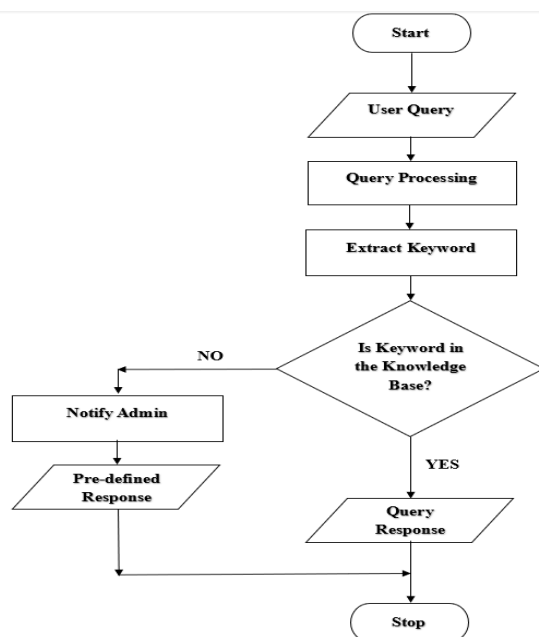 Start
User Query
Query Processing
Extract Keyword
Is Keyword in
the Knowledge
Base?
NO
Notify Admin
YES
Pre-defined
Response
Query
Response
Stop